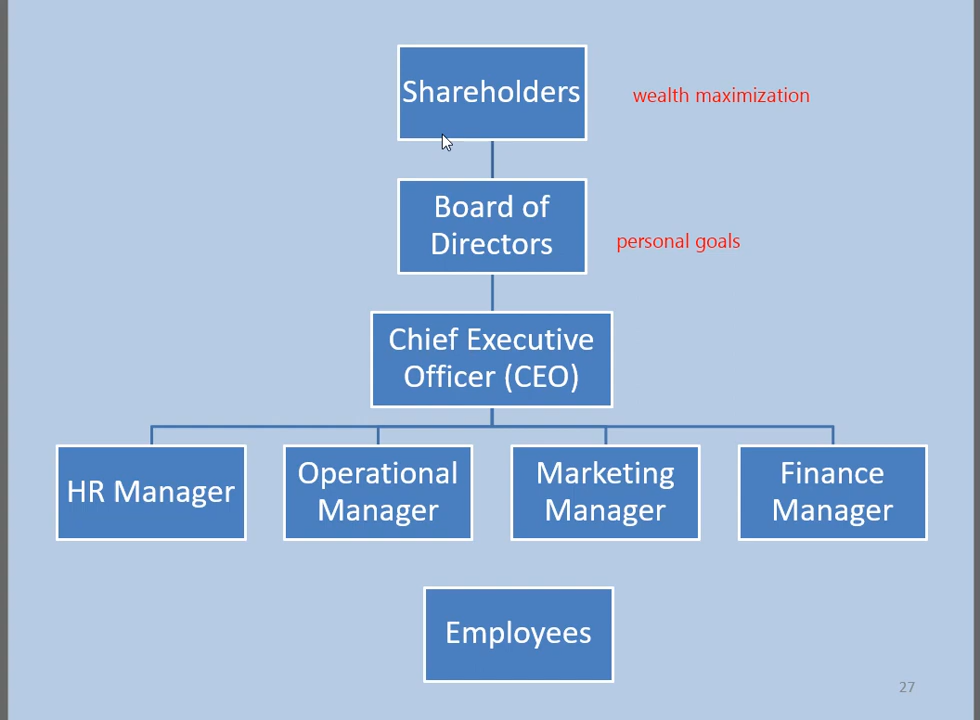 Shareholders
wealth maximization
Board of
Directors
personal goals
Chief Executive
Officer (CEO)
HR Manager
Operational
Manager
Marketing
Manager
Finance
Manager
Employees
27